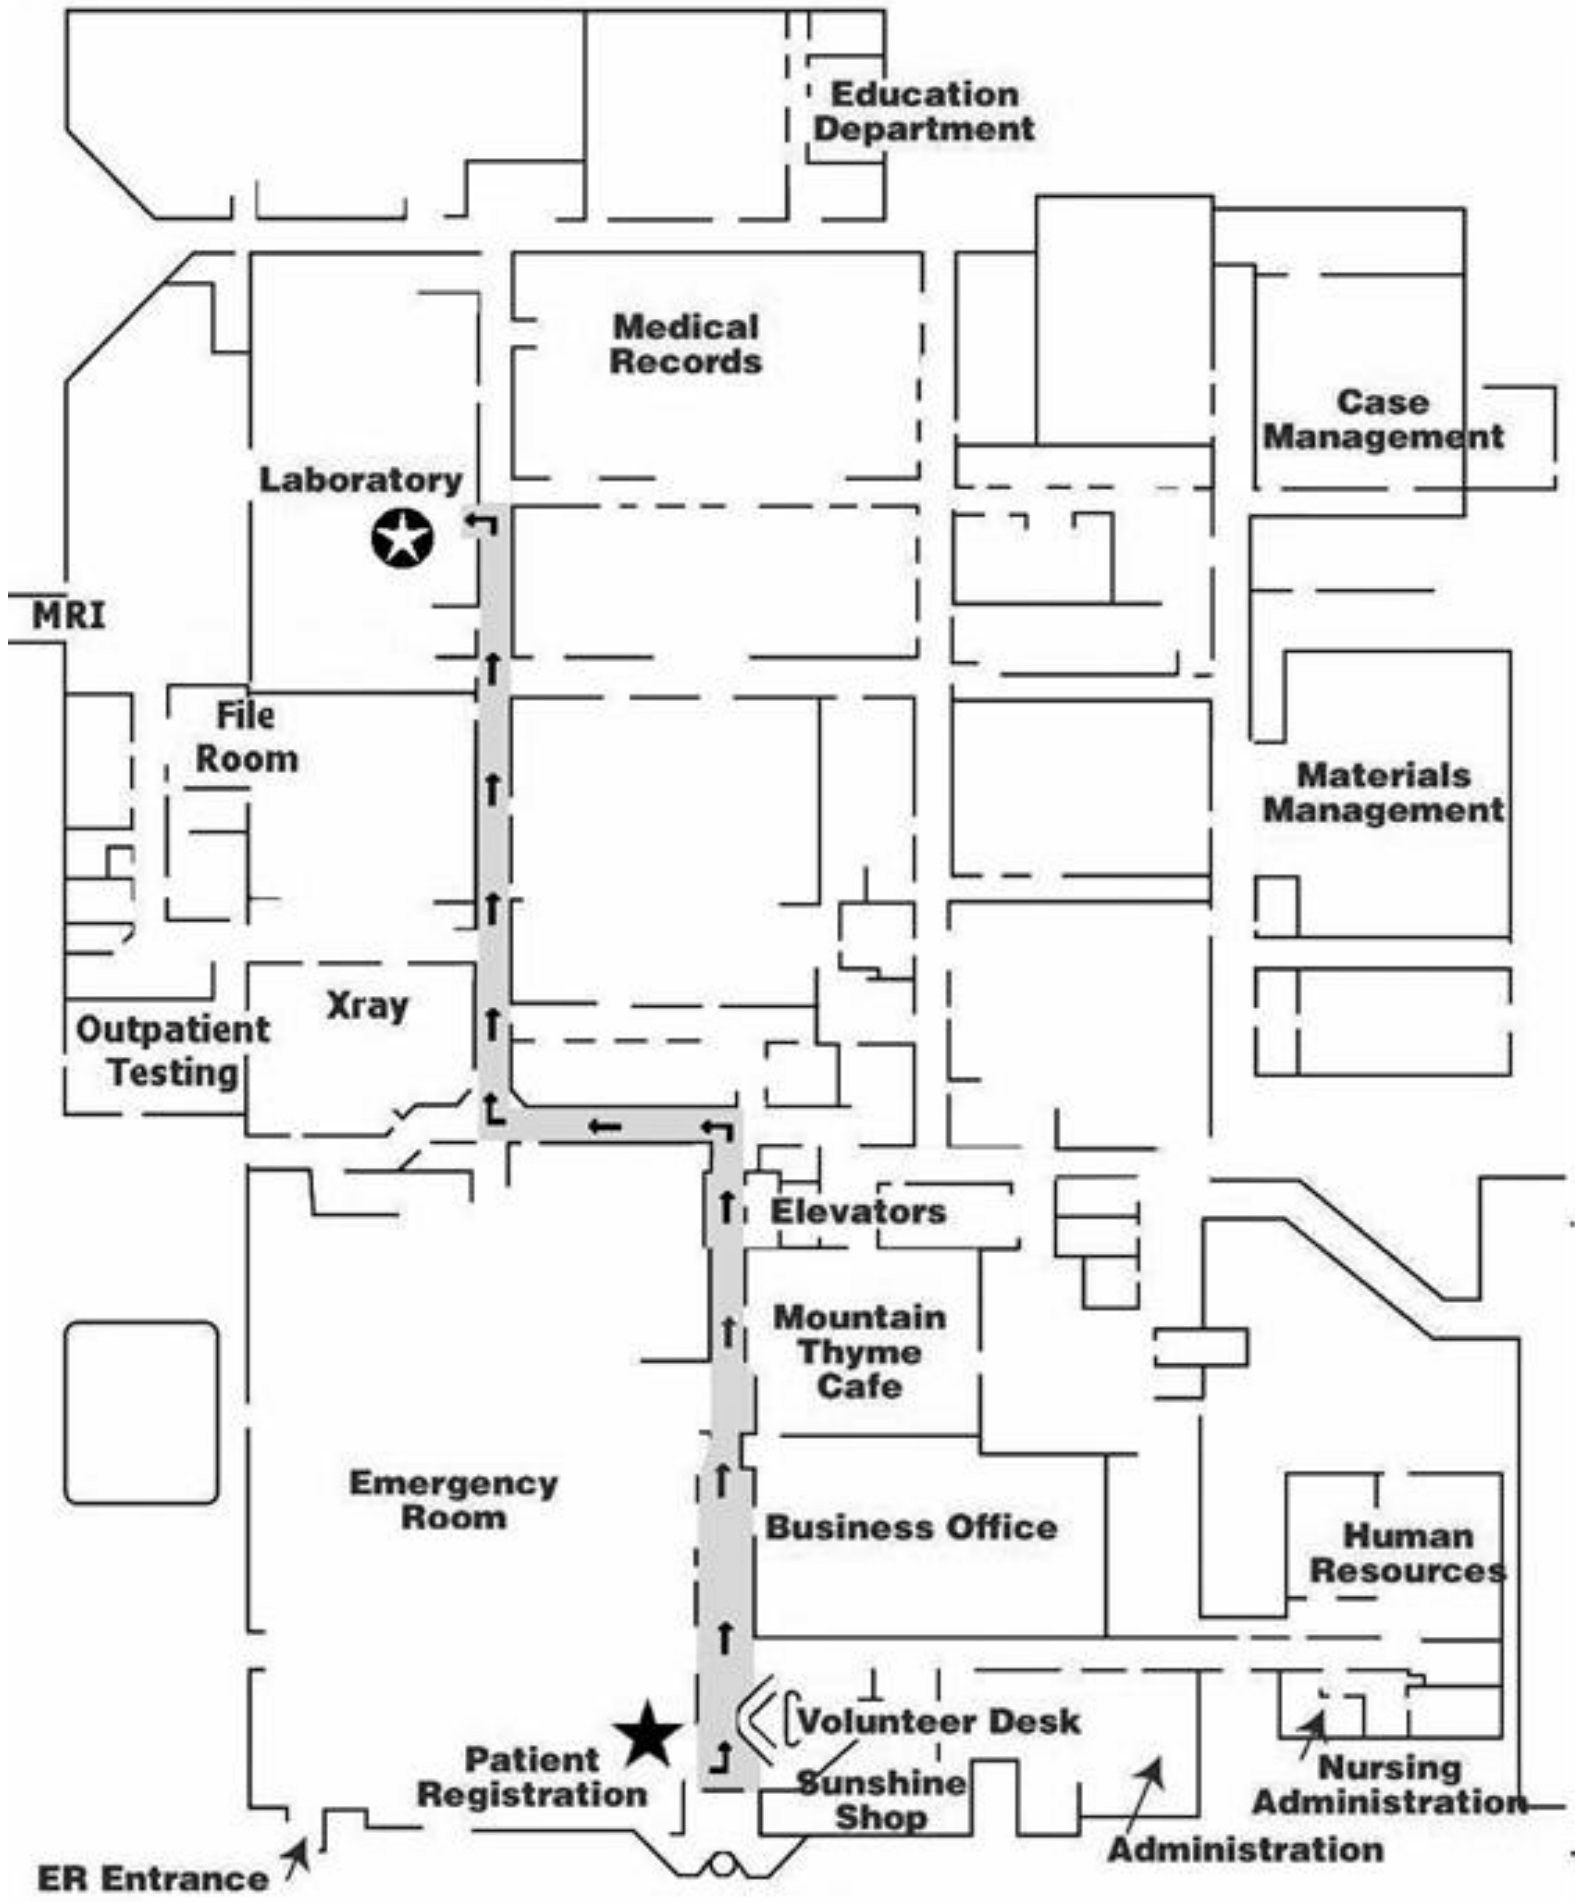 Education
Department
Medical
Records
Case
Management
Laboratory
MRI
File
Room
Materials
Management
Xray
Outpatient
Testing
Elevators
Mountain
Thyme
Cafe
Emergency
Room
Business Office
Human
Resources
Volunteer Desk
Patient
Registration
Sunshine
Shop
Nursing
Administration
Administration
ER Entrance